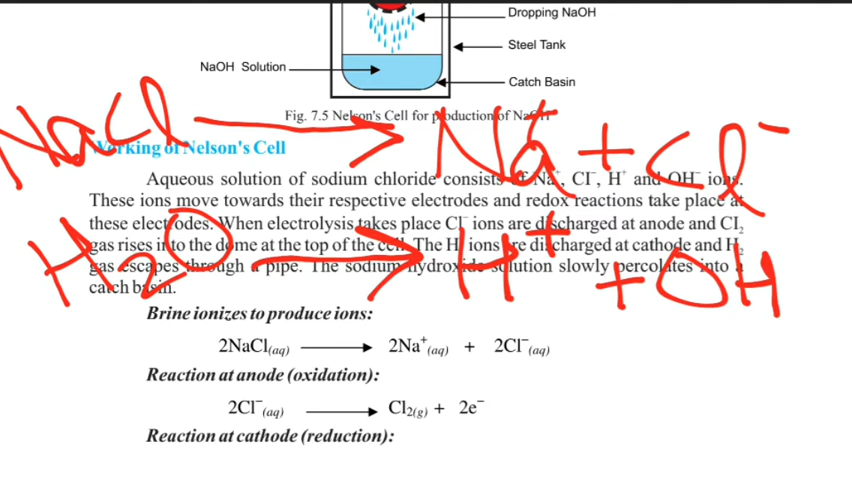 Dropping NaOH
Steel Tank
NaOH Solution
Catch Basin
Fig. 7.5 Nelson's Cell for production of NaOH
NaCl → Na⁺ + Cl⁻
Working of Nelson's Cell
Aqueous solution of sodium chloride consists of Na⁺, Cl⁻, H⁺ and OH⁻ ions.
These ions move towards their respective electrodes and redox reactions take place at
these electrodes. When electrolysis takes place Cl⁻ ions are discharged at anode and Cl₂
gas rises into the dome at the top of the cell. The H⁺ ions are discharged at cathode and H₂
gas escapes through a pipe. The sodium hydroxide solution slowly percolates into a
catch basin.
H₂O → H⁺ + OH
Brine ionizes to produce ions:
2NaCl(aq) → 2Na⁺(aq) + 2Cl⁻(aq)
Reaction at anode (oxidation):
2Cl⁻(aq) → Cl₂(g) + 2e⁻
Reaction at cathode (reduction):